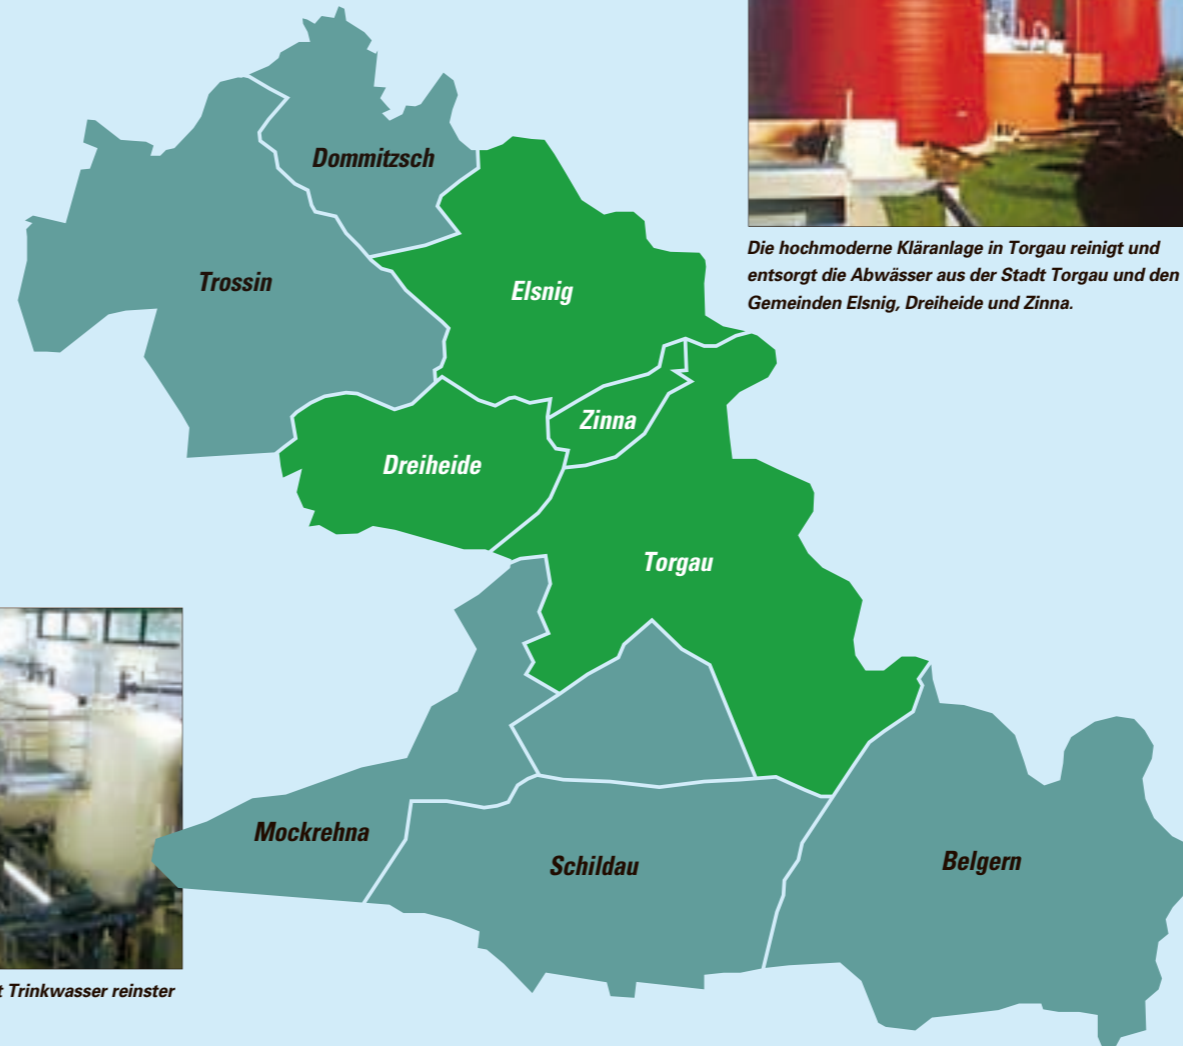 Die hochmoderne Kläranlage in Torgau reinigt und
entsorgt die Abwässer aus der Stadt Torgau und den
Gemeinden Elsnig, Dreiheide und Zinna.
Dommitzsch
Trossin
Elsnig
Zinna
Dreiheide
Torgau
Mockrehna
Schildau
Belgern
Trinkwasser reinster